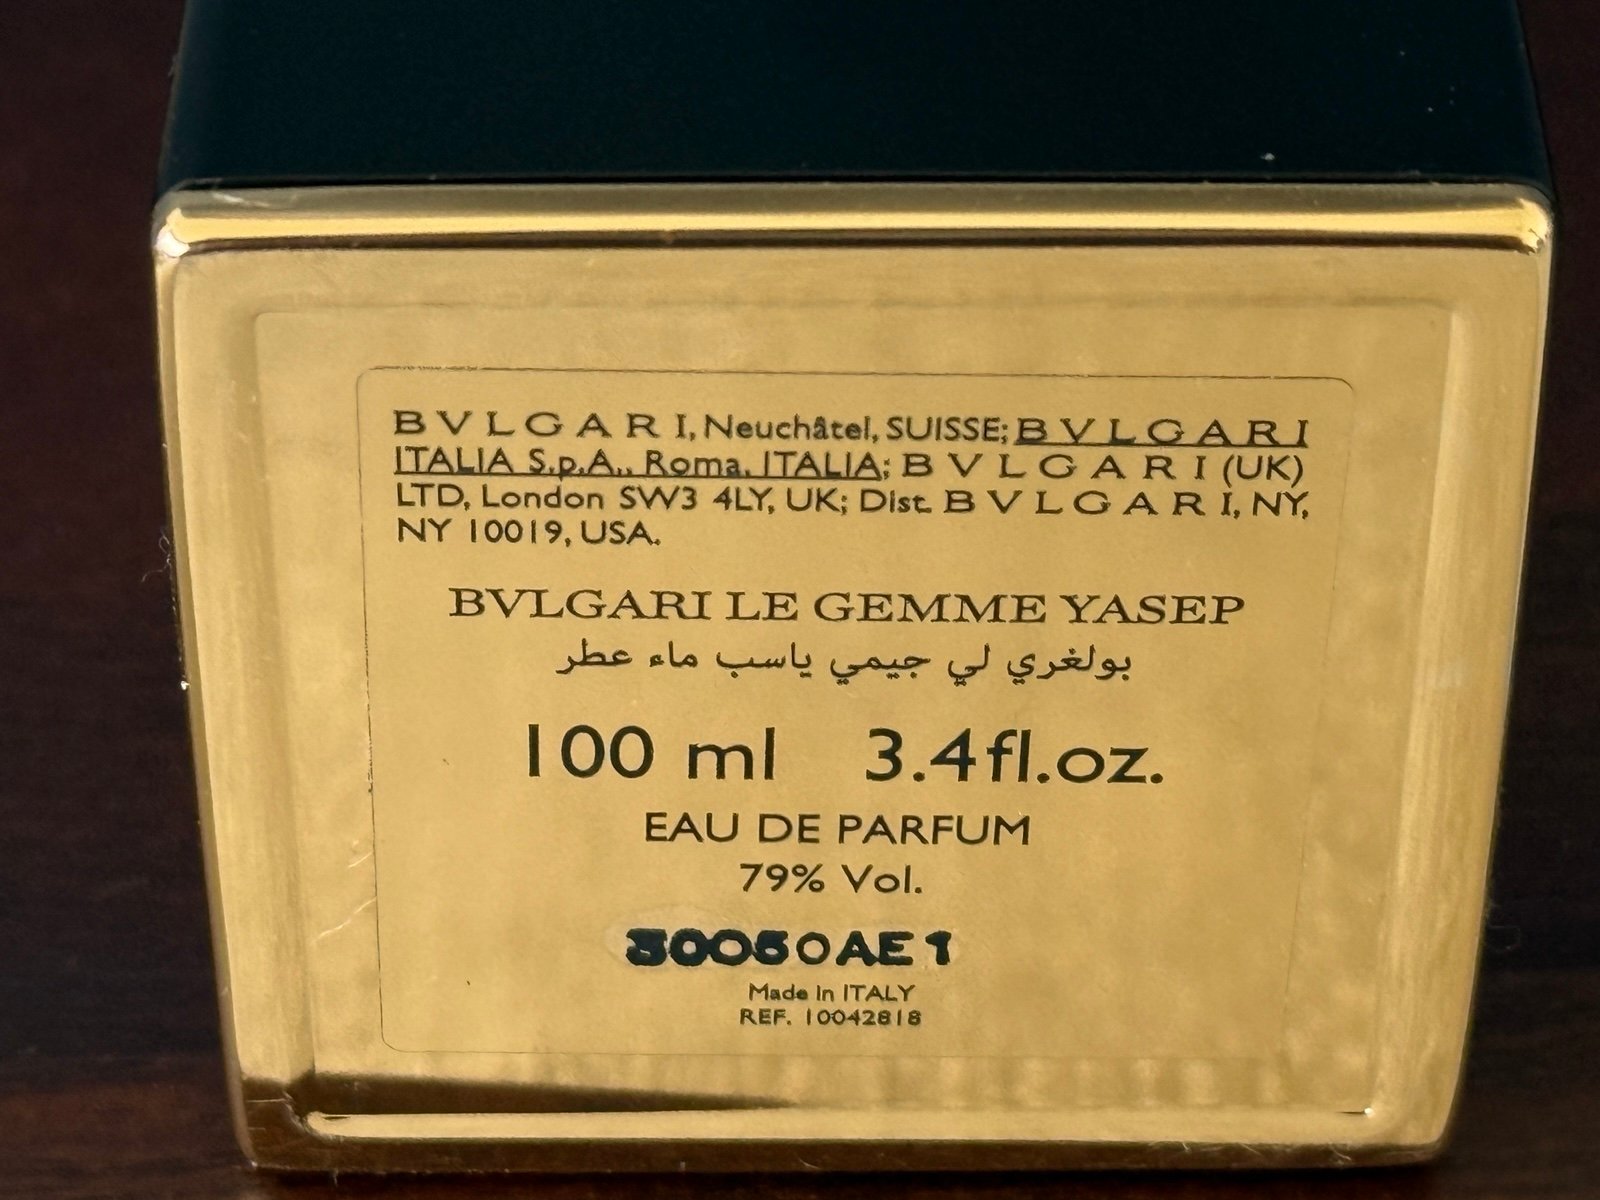 BVLGARI, Neuchâtel, SUISSE; BVLGARI
ITALIA S.p.A., Roma, ITALIA; BVLGARI (UK)
LTD, London SW3 4LY, UK; Dist. BVLGARI, NY,
NY 10019, USA.
BVLGARI LE GEMME YASEP
بولغري لي جيمي ياسب ماء عطر
100 ml 3.4fl.oz.
EAU DE PARFUM
79% Vol.
Made in ITALY
REF. 10042818